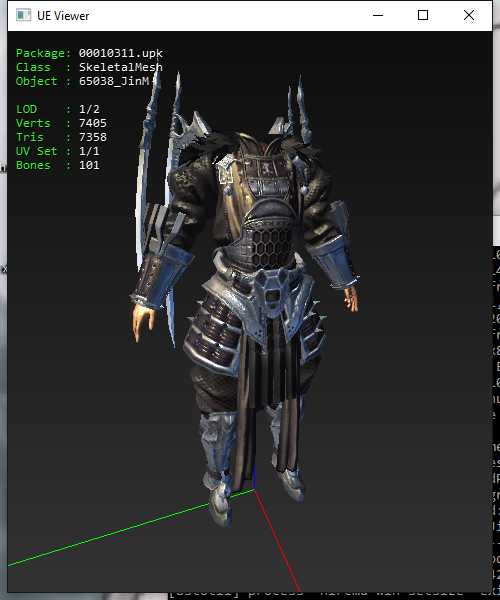 UE Viewer
Package: 00010311.upk
Class  : SkeletalMesh
Object : 65038_JinM
LOD    : 1/2
Verts  : 7405
Tris   : 7358
UV Set : 1/1
Bones  : 101